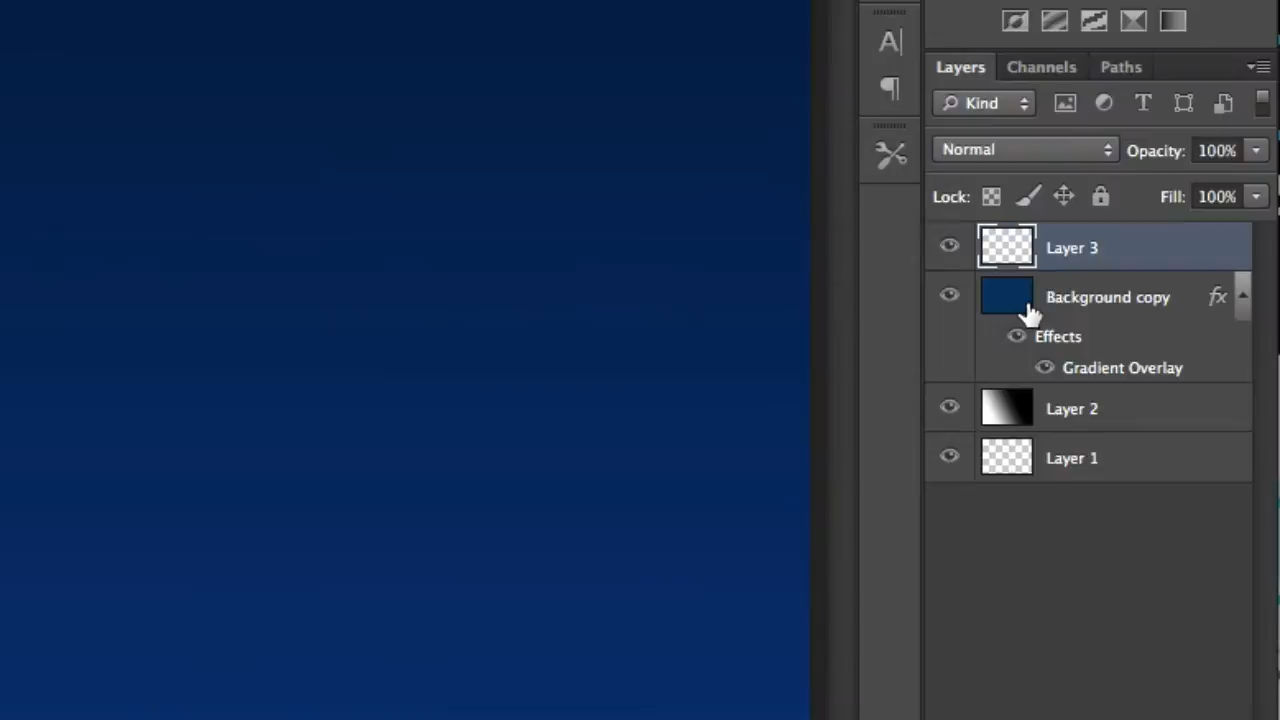 A|
Layers Channels Paths
Kind T
Normal Opacity: 100%
Lock: Fill: 100%
Layer 3
Background copy fx
Effects
Gradient Overlay
Layer 2
Layer 1